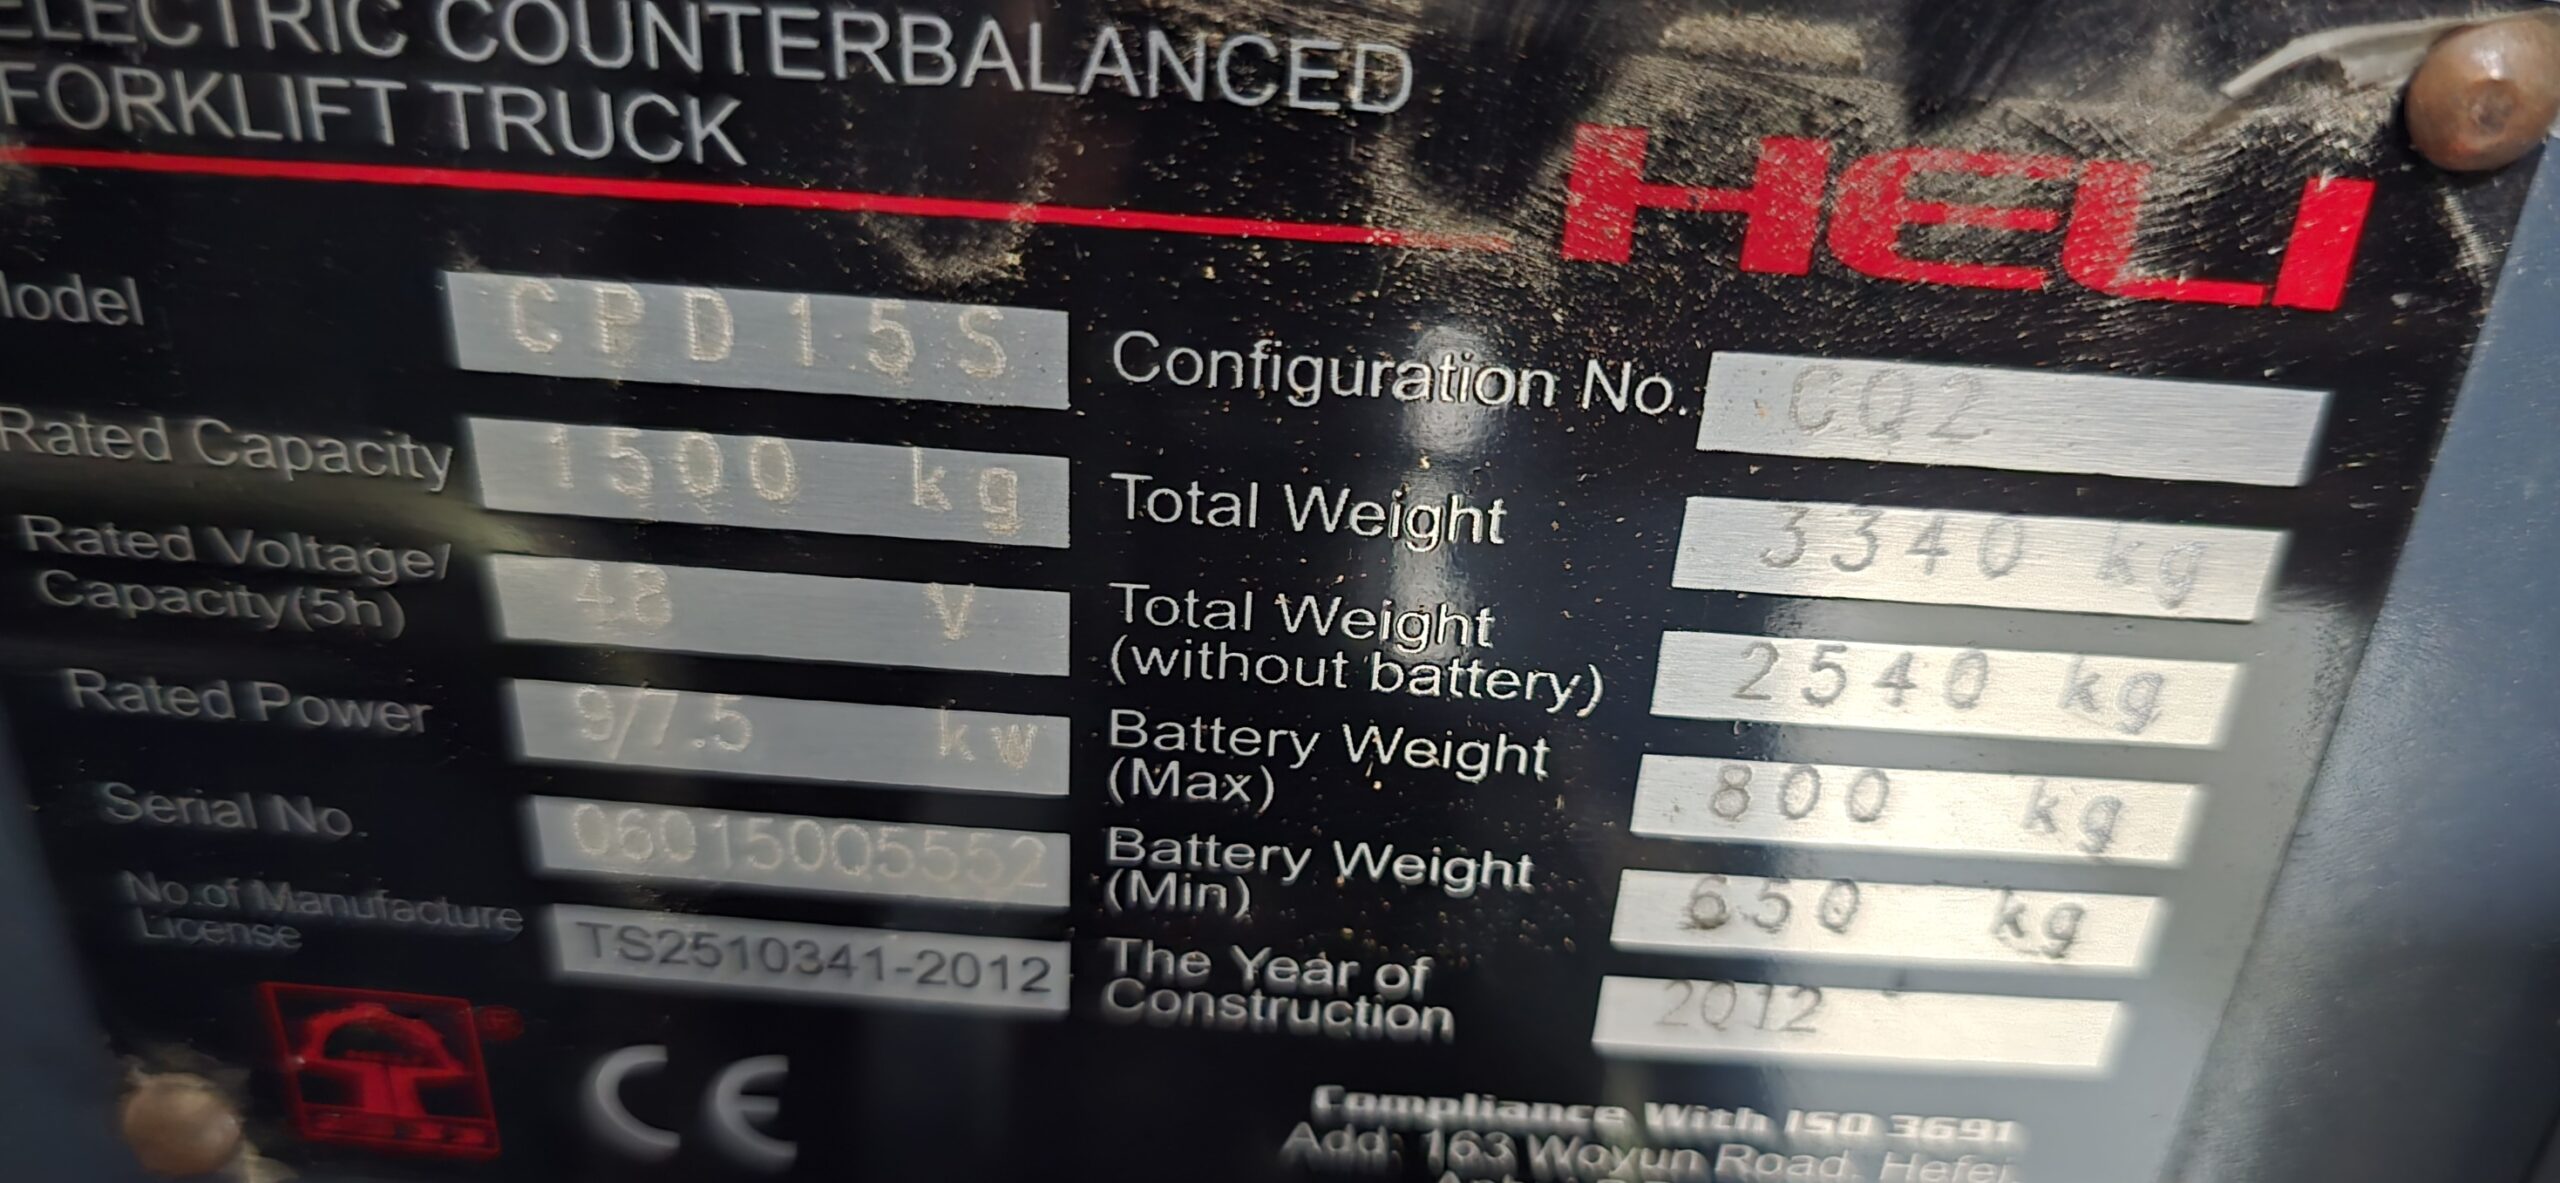 ELECTRIC COUNTERBALANCED
FORKLIFT TRUCK
HELI
Model CPD15S
Rated Capacity 1500 kg
Rated Voltage/
Capacity(5h) 48 V
Rated Power 9/7.5 kw
Serial No. 060150Q5552
No.of Manufacture
License TS2510341-2012
Configuration No. CQ2
Total Weight 3340 kg
Total Weight
(without battery) 2540 kg
Battery Weight
(Max) 800 kg
Battery Weight
(Min) 650 kg
The Year of
Construction 2012
CE
Compliance With ISO 3691
Add: 163 Woyun Road, Hefei,